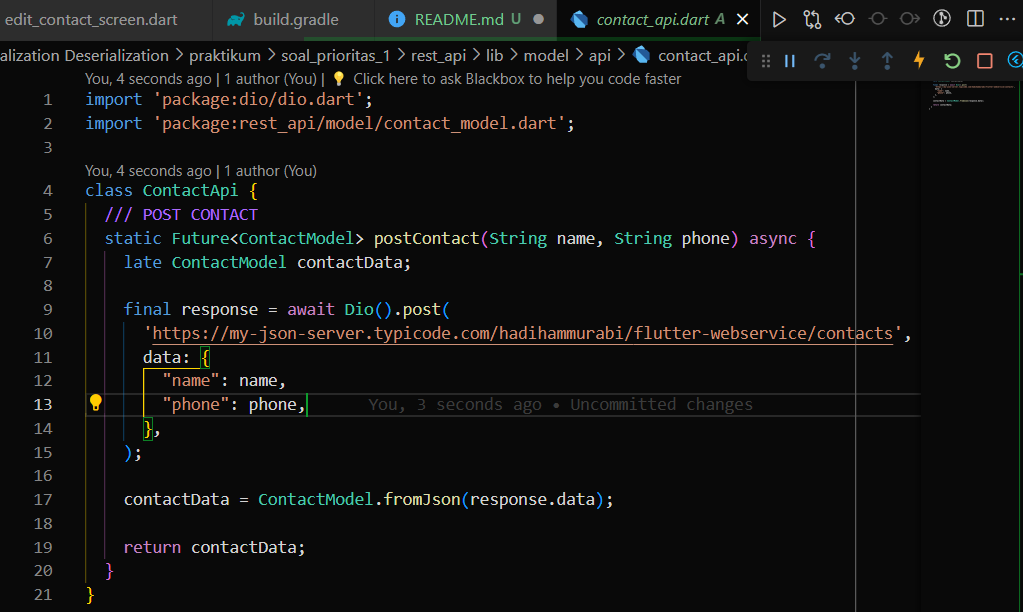 edit_contact_screen.dart build.gradle README.md U contact_api.dart A
alization Deserialization > praktikum > soal_prioritas_1 > rest_api > lib > model > api > contact_api.
You, 4 seconds ago | 1 author (You) | Click here to ask Blackbox to help you code faster
1 import 'package:dio/dio.dart';
2 import 'package:rest_api/model/contact_model.dart';
3
You, 4 seconds ago | 1 author (You)
4 class ContactApi {
5 /// POST CONTACT
6 static Future<ContactModel> postContact(String name, String phone) async {
7 late ContactModel contactData;
8
9 final response = await Dio().post(
10 'https://my-json-server.typicode.com/hadihammurabi/flutter-webservice/contacts',
11 data: {
12 "name": name,
13 "phone": phone, You, 3 seconds ago • Uncommitted changes
14 },
15 );
16
17 contactData = ContactModel.fromJson(response.data);
18
19 return contactData;
20 }
21 }